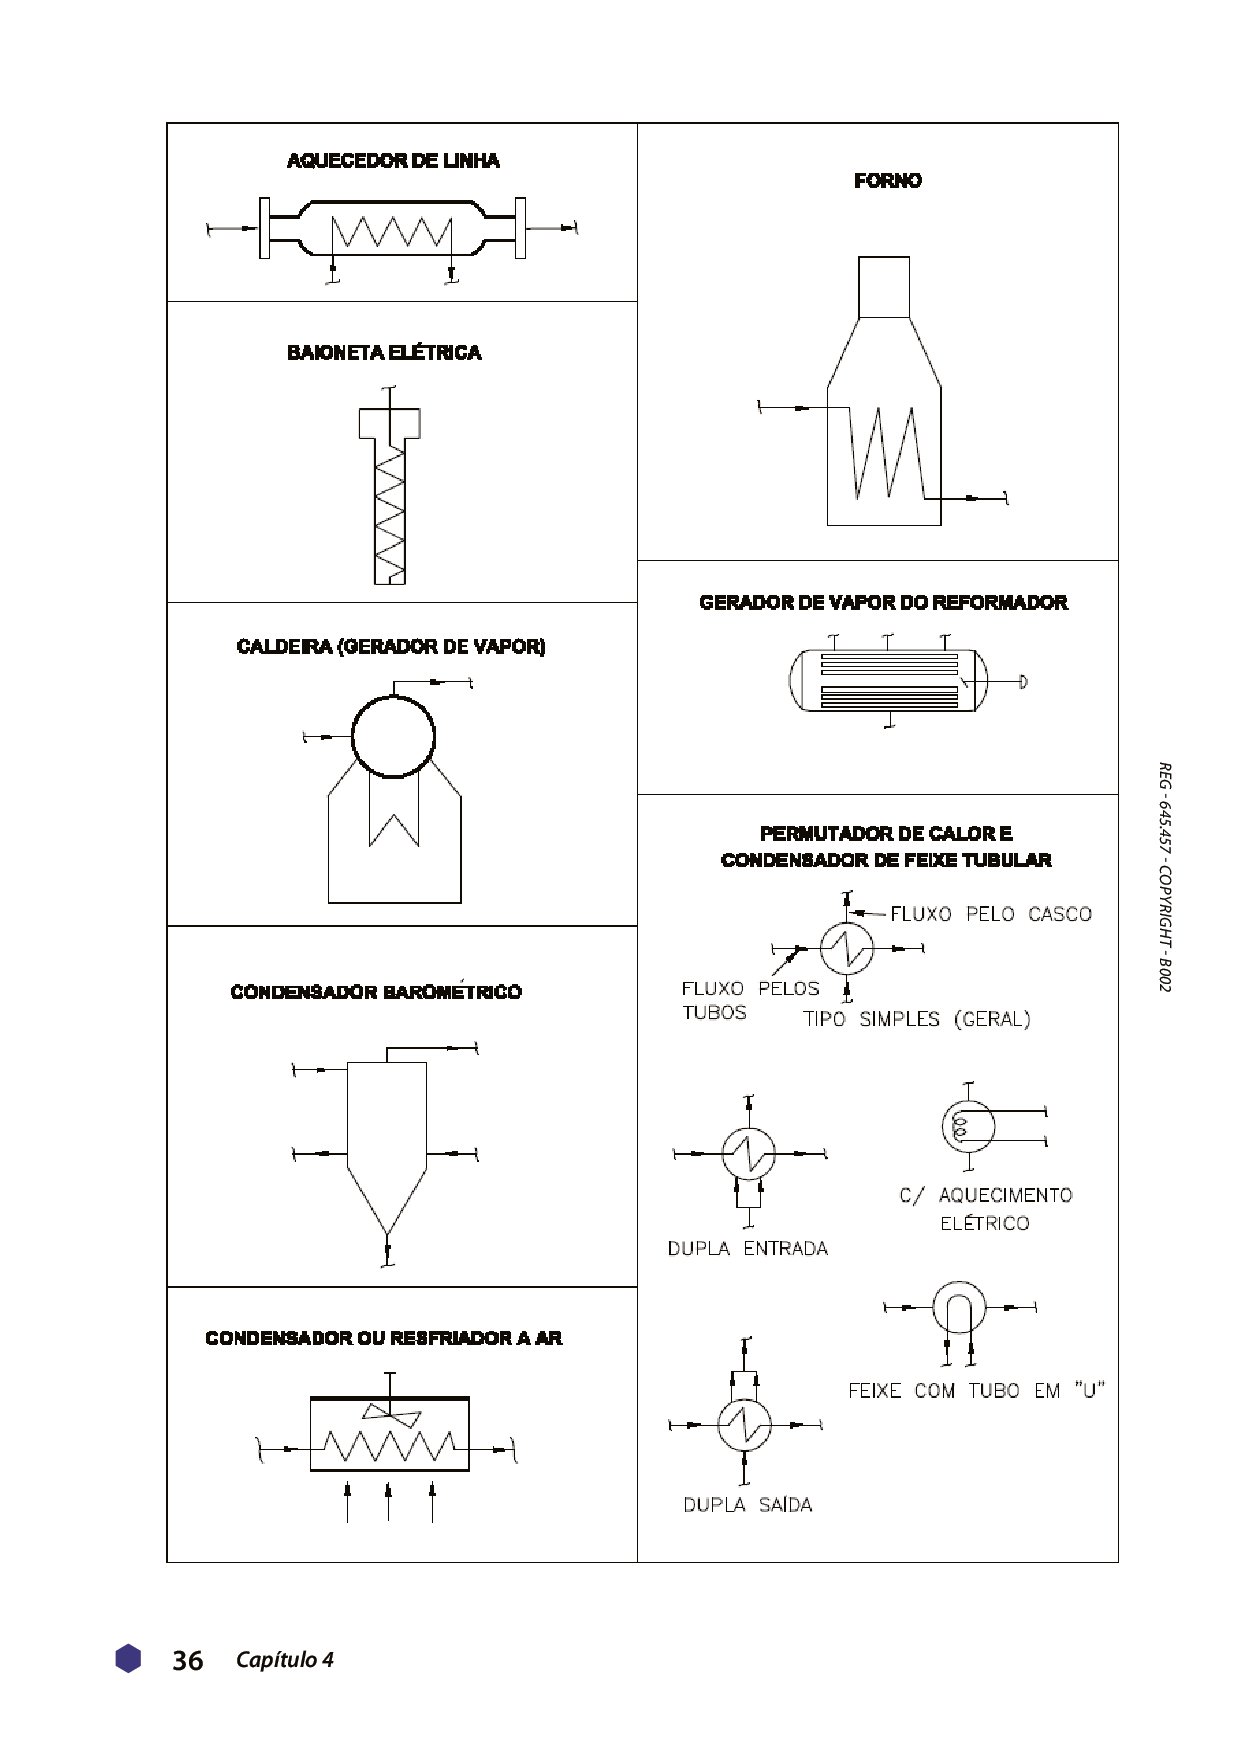 AQUECEDOR DE LINHA
BAIONETA ELÉTRICA
CALDEIRA (GERADOR DE VAPOR)
CONDENSADOR BAROMÉTRICO
CONDENSADOR OU RESFRIADOR A AR
FORNO
GERADOR DE VAPOR DO REFORMADOR
PERMUTADOR DE CALOR E
CONDENSADOR DE FEIXE TUBULAR
FLUXO PELO CASCO
FLUXO PELOS
TUBOS
TIPO SIMPLES (GERAL)
C/ AQUECIMENTO
ELÉTRICO
DUPLA ENTRADA
FEIXE COM TUBO EM "U"
DUPLA SAÍDA
REG - 645.457 - COPYRIGHT - B002
36 Capítulo 4